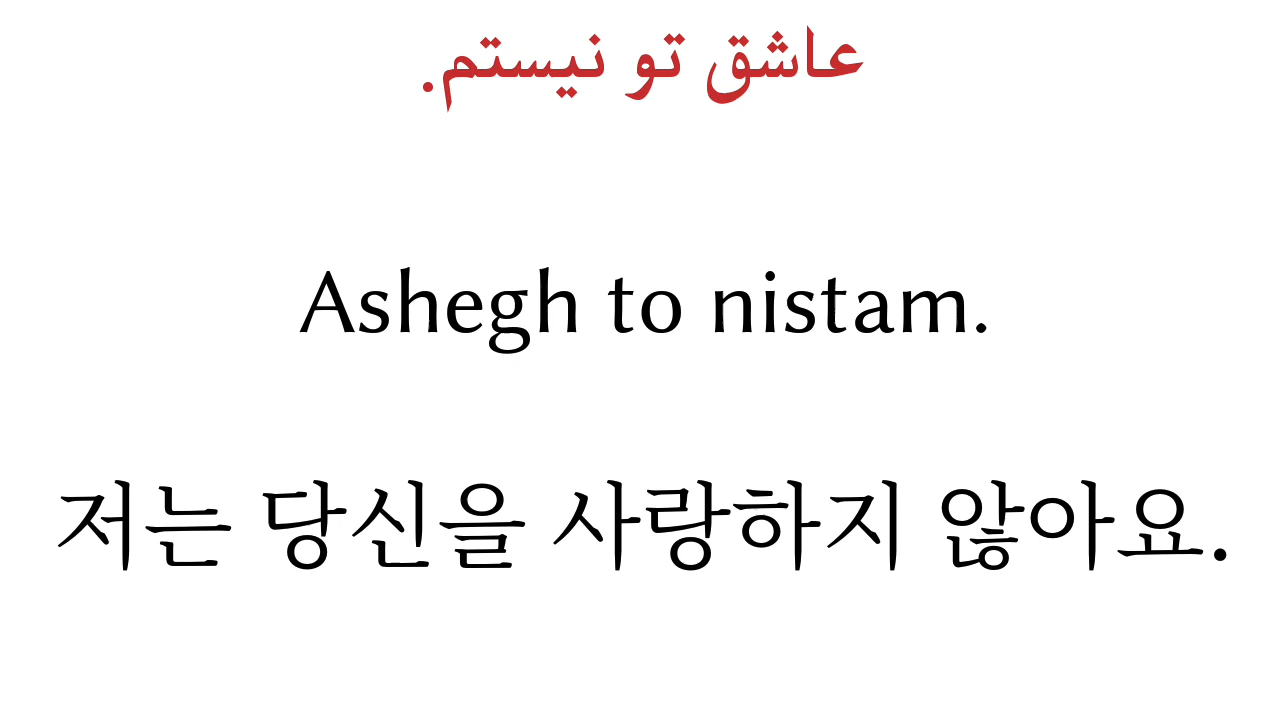 عاشق تو نیستم.
Ashegh to nistam.
저는 당신을 사랑하지 않아요.